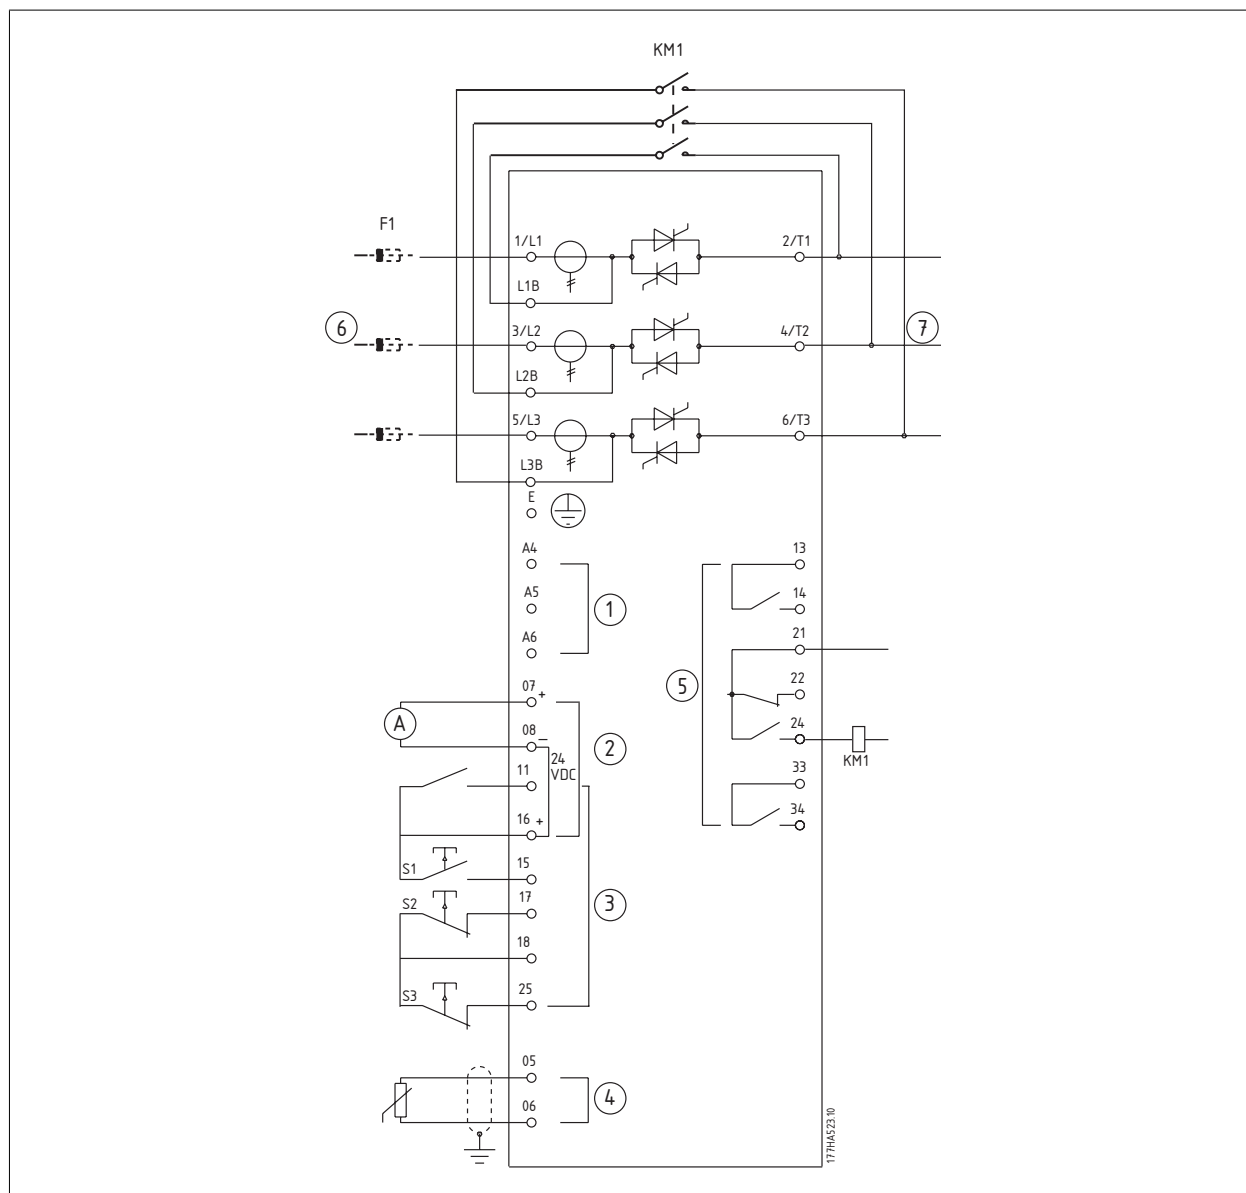 KM1
F1
1/L1
2/T1
L1B
6
3/L2
4/T2
7
L2B
5/L3
6/T3
L3B
E
A4
13
A5
14
1
A6
21
07 +
5
22
A
08 –
2
24
24
VDC
KM1
11
33
16 +
34
S1
15
S2
17
3
18
S3
25
05
4
06
177HA523.10